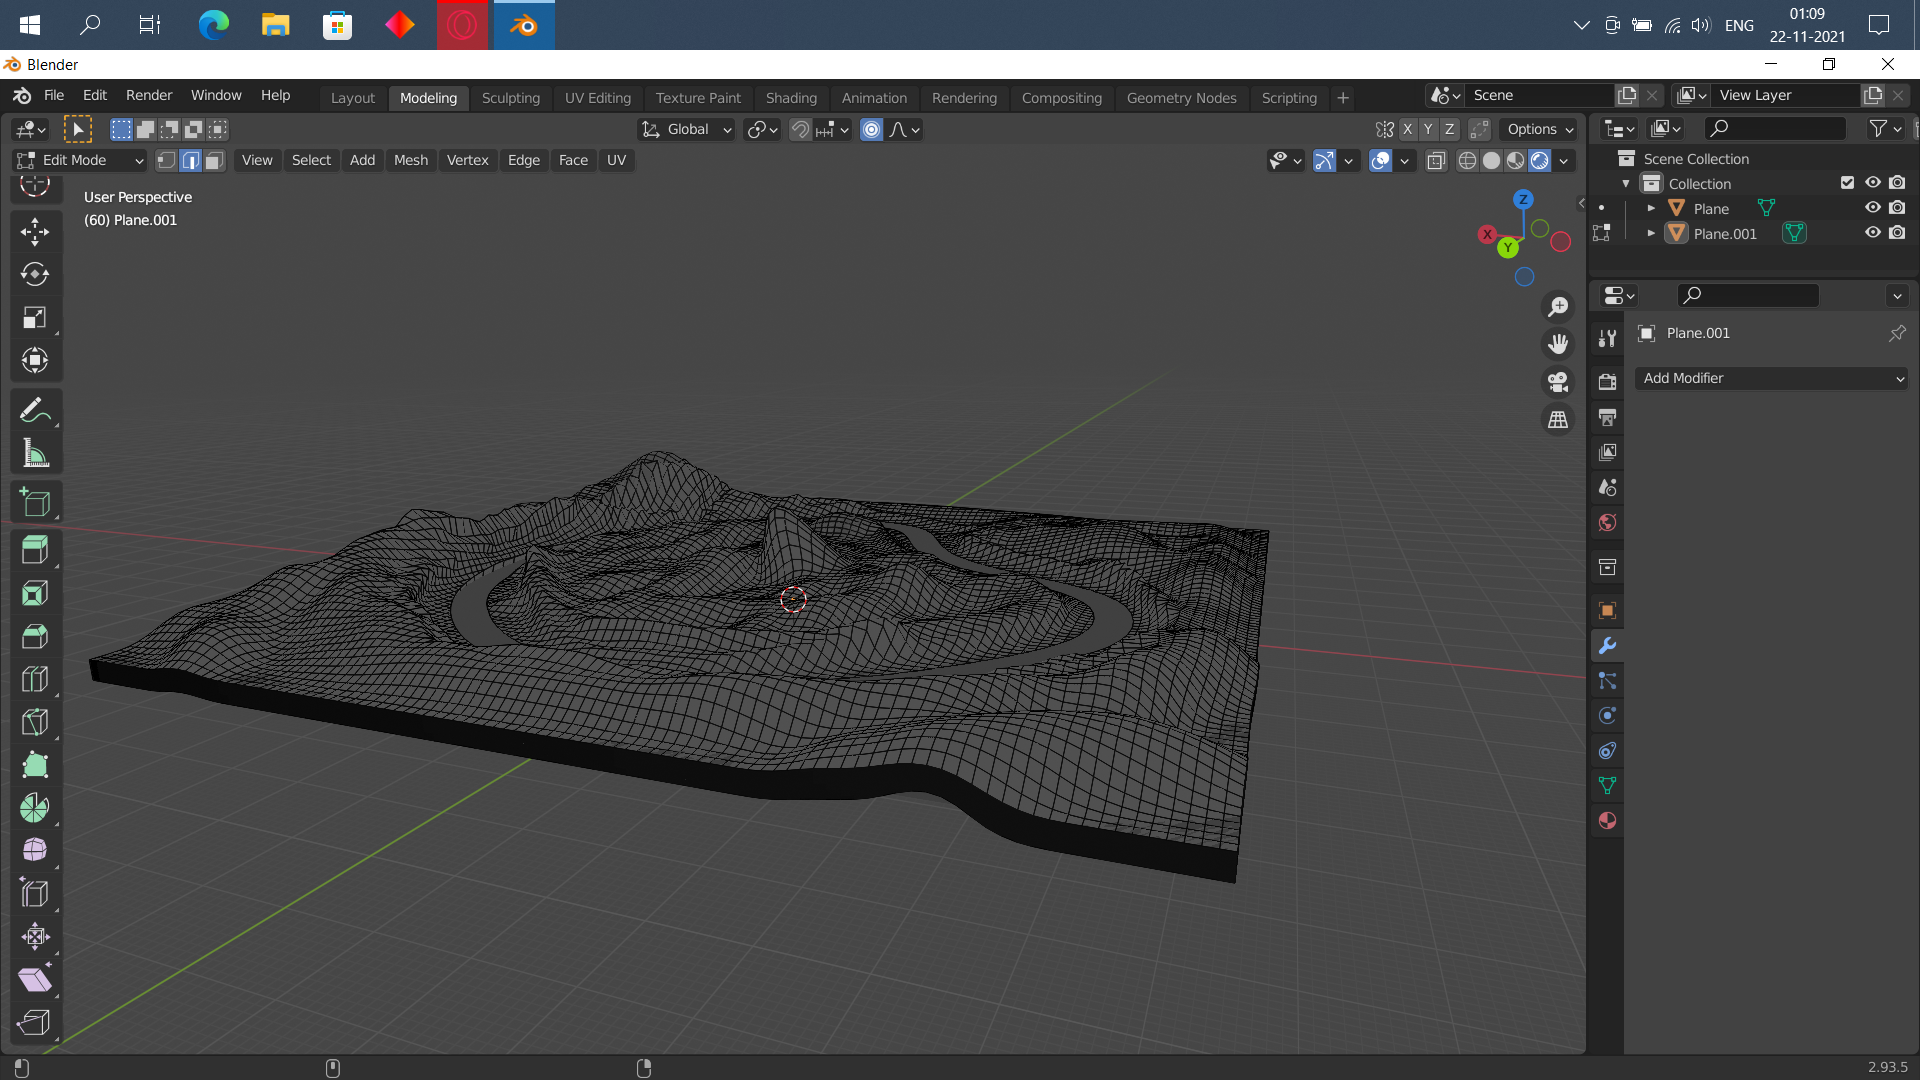 ENG
01:09
22-11-2021
Blender
File Edit Render Window Help
Layout Modeling Sculpting UV Editing Texture Paint Shading Animation Rendering Compositing Geometry Nodes Scripting +
Scene
View Layer
Global
X Y Z
Options
Edit Mode
View Select Add Mesh Vertex Edge Face UV
Scene Collection
Collection
Plane
Plane.001
User Perspective
(60) Plane.001
Z
X
Y
Plane.001
Add Modifier
2.93.5